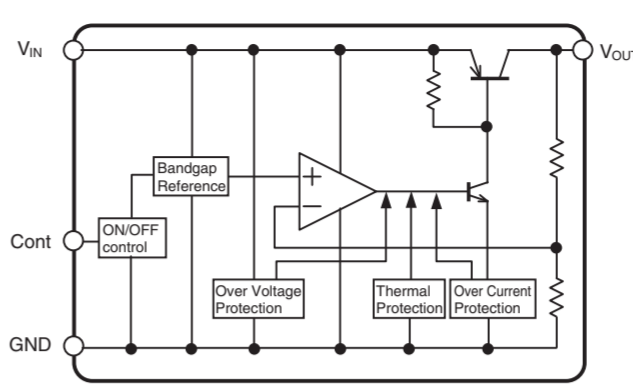 VIN
VOUT
Bandgap
Reference
+
−
ON/OFF
control
Cont
Over Voltage
Protection
Thermal
Protection
Over Current
Protection
GND